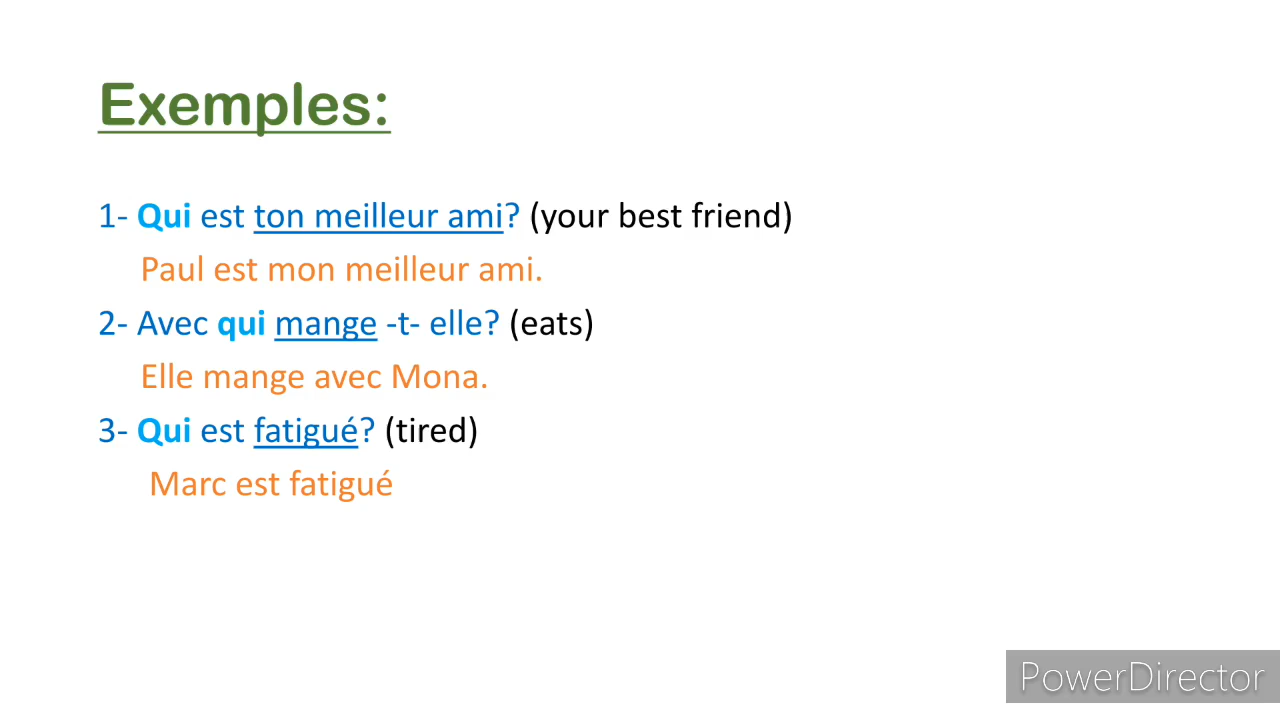 Exemples:
1- Qui est ton meilleur ami? (your best friend)
Paul est mon meilleur ami.
2- Avec qui mange -t- elle? (eats)
Elle mange avec Mona.
3- Qui est fatigué? (tired)
Marc est fatigué
PowerDirector